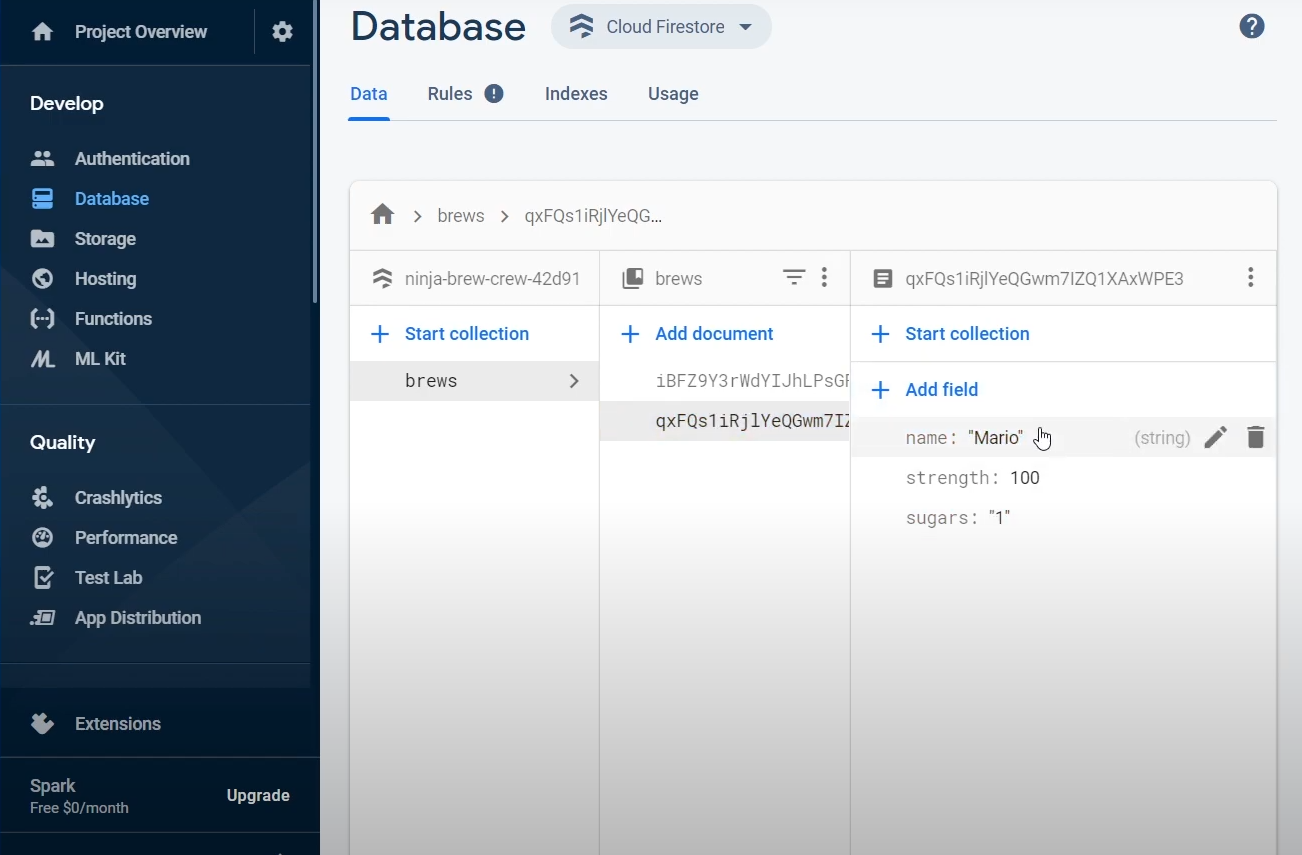 Project Overview
Develop
Authentication
Database
Storage
Hosting
Functions
ML Kit
Quality
Crashlytics
Performance
Test Lab
App Distribution
Extensions
Spark
Free $0/month
Upgrade
Database
Cloud Firestore
Data Rules Indexes Usage
brews > qxFQs1iRjlYeQG...
ninja-brew-crew-42d91
Start collection
brews
brews
Add document
iBFZ9Y3rWdYIJhLPsG
qxFQs1iRjlYeQGwm7IZ
qxFQs1iRjlYeQGwm7IZQ1XAxWPE3
Start collection
Add field
name: "Mario" (string)
strength: 100
sugars: "1"